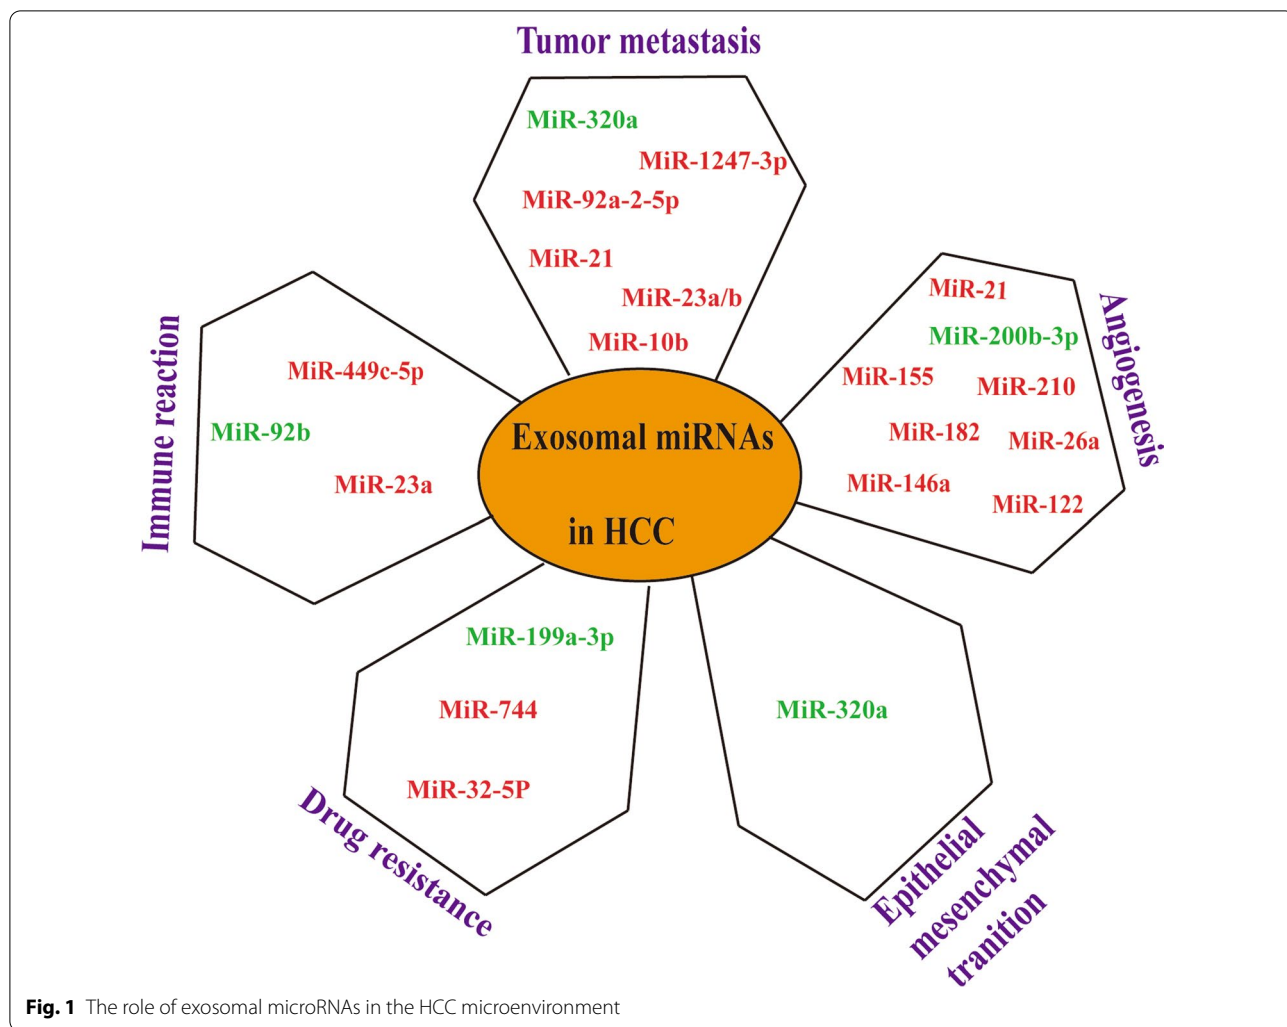 Tumor metastasis
MiR-320a
MiR-1247-3p
MiR-92a-2-5p
MiR-21
MiR-23a/b
MiR-10b
Angiogenesis
MiR-21
MiR-200b-3p
MiR-155
MiR-210
MiR-182
MiR-26a
MiR-146a
MiR-122
Immune reaction
MiR-449c-5p
MiR-92b
MiR-23a
Exosomal miRNAs
in HCC
Drug resistance
MiR-199a-3p
MiR-744
MiR-32-5P
MiR-320a
Epithelial
mesenchymal
tranition
Fig. 1 The role of exosomal microRNAs in the HCC microenvironment